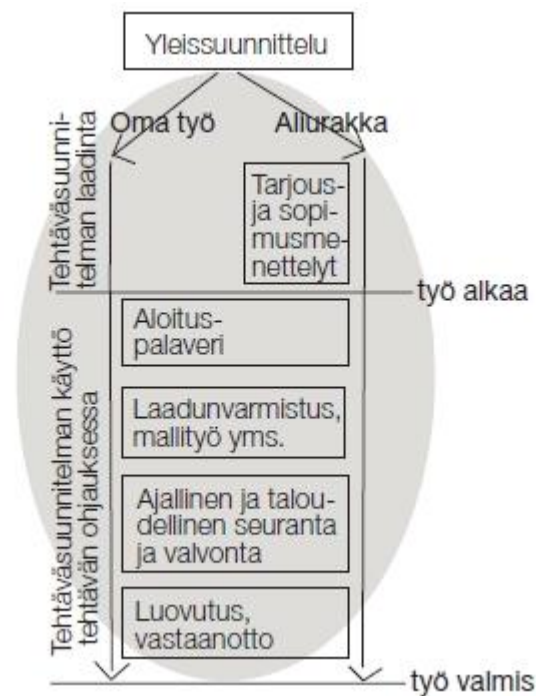 Yleissuunnittelu
Oma työ
Aliurakka
Tehtäväsuunni-
telman laadinta
Tarjous-
ja sopi-
musme-
nettelyt
työ alkaa
Tehtäväsuunnitelman käyttö
tehtävän ohjauksessa
Aloitus-
palaveri
Laadunvarmistus,
mallityö yms.
Ajallinen ja talou-
dellinen seuranta
ja valvonta
Luovutus,
vastaanotto
työ valmis